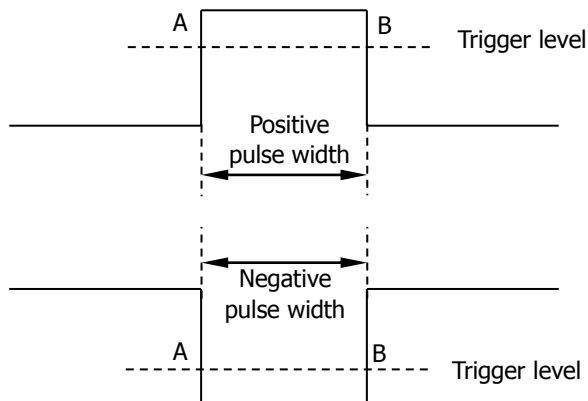 A
B
Trigger level
Positive
pulse width
Negative
pulse width
A
B
Trigger level